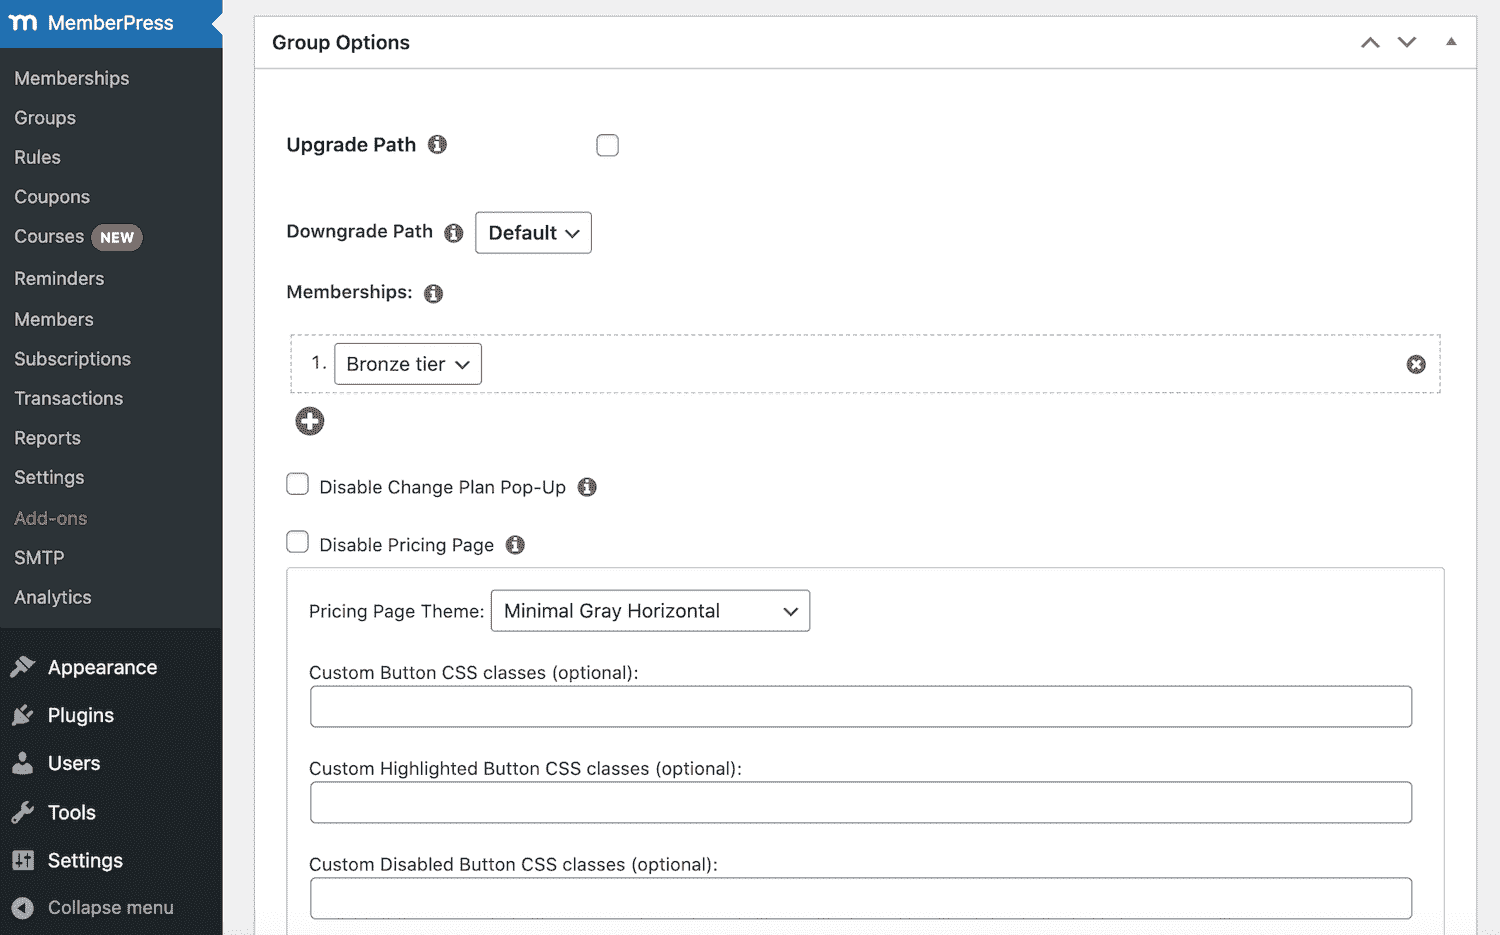 MemberPress
Memberships
Groups
Rules
Coupons
Courses NEW
Reminders
Members
Subscriptions
Transactions
Reports
Settings
Add-ons
SMTP
Analytics
Appearance
Plugins
Users
Tools
Settings
Collapse menu
Group Options
Upgrade Path
Downgrade Path Default
Memberships:
1. Bronze tier
Disable Change Plan Pop-Up
Disable Pricing Page
Pricing Page Theme: Minimal Gray Horizontal
Custom Button CSS classes (optional):
Custom Highlighted Button CSS classes (optional):
Custom Disabled Button CSS classes (optional):